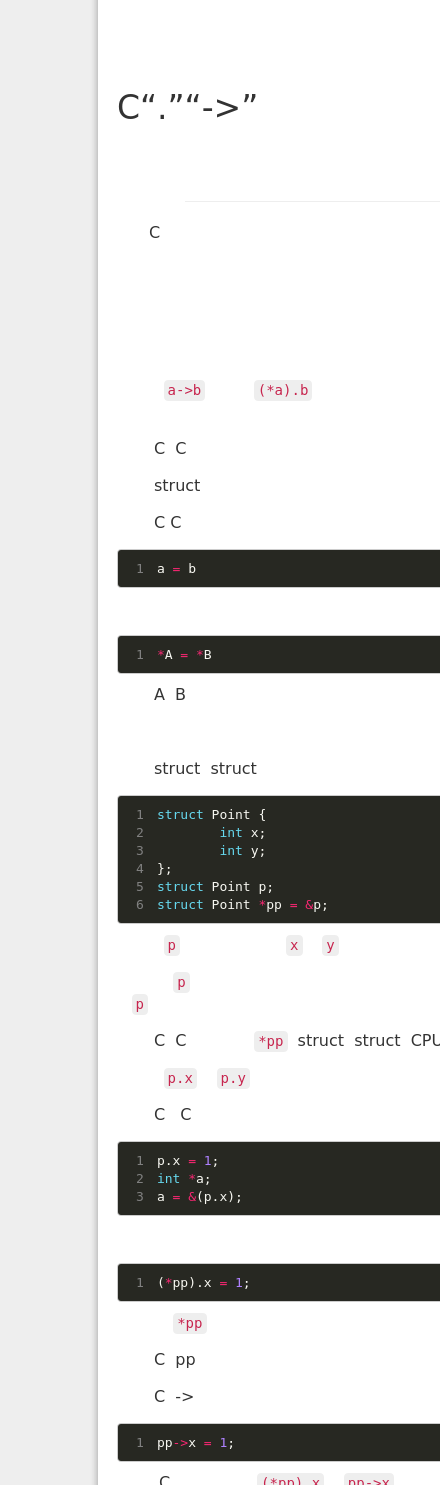 C“.”“->”
C
a->b (*a).b
C C
struct
C C
1 a = b
1 *A = *B
A B
struct struct
1 struct Point {
2 int x;
3 int y;
4 };
5 struct Point p;
6 struct Point *pp = &p;
p x y
p
p
C C *pp struct struct CPU
p.x p.y
C C
1 p.x = 1;
2 int *a;
3 a = &(p.x);
1 (*pp).x = 1;
*pp
C pp
C ->
1 pp->x = 1;
C (*pp).x pp->x